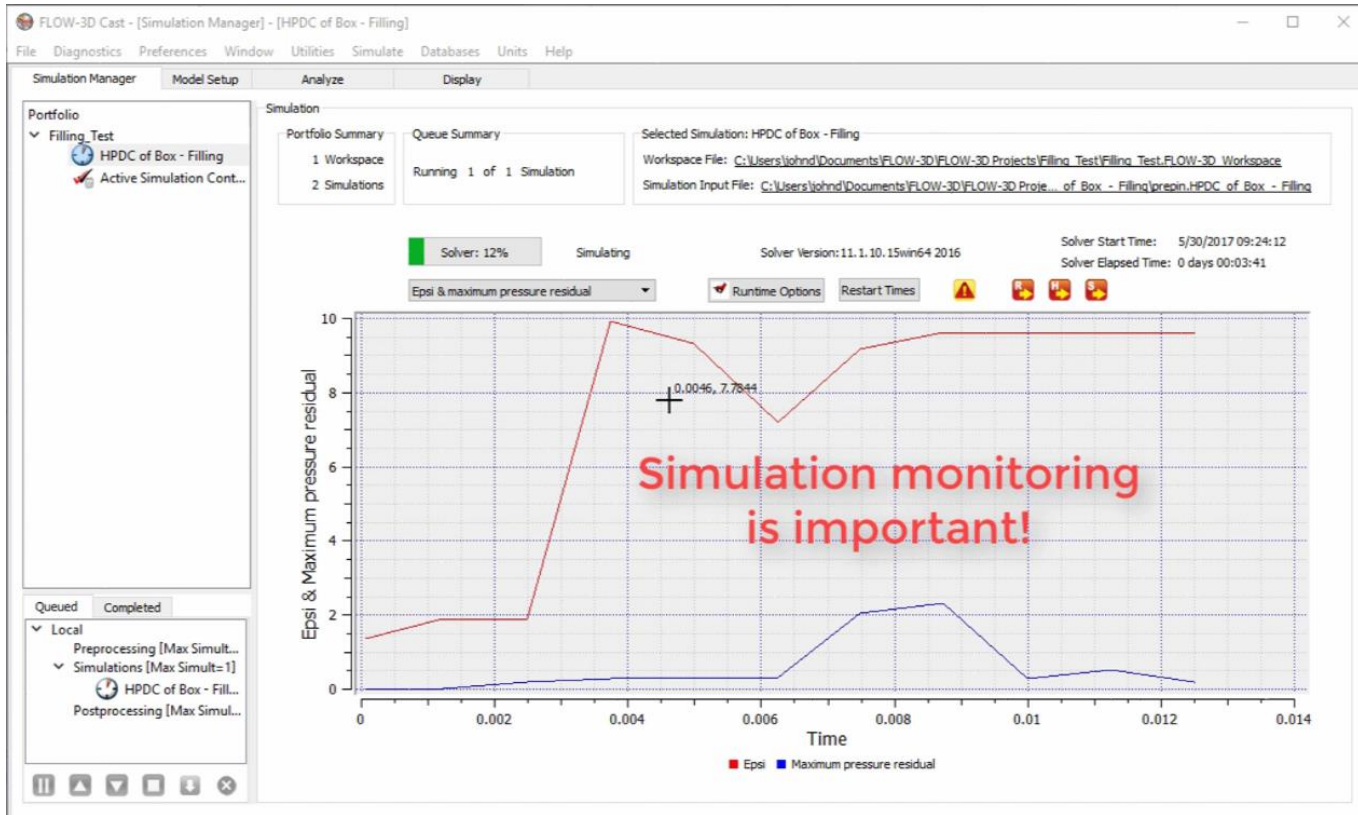 FLOW-3D Cast - [Simulation Manager] - [HPDC of Box - Filling]
File Diagnostics Preferences Window Utilities Simulate Databases Units Help
Simulation Manager Model Setup Analyze Display
Portfolio
Filling_Test
HPDC of Box - Filling
Active Simulation Cont...
Simulation
Portfolio Summary
1 Workspace
2 Simulations
Queue Summary
Running 1 of 1 Simulation
Selected Simulation: HPDC of Box - Filling
Workspace File: C:\Users\johnd\Documents\FLOW-3D\FLOW-3D Projects\Filling_Test\Filling_Test.FLOW-3D_Workspace
Simulation Input File: C:\Users\johnd\Documents\FLOW-3D\FLOW-3D Proje... of_Box_-_Filling\prepin.HPDC_of_Box_-_Filling
Solver: 12% Simulating Solver Version: 11.1.10.15win64 2016
Solver Start Time: 5/30/2017 09:24:12
Solver Elapsed Time: 0 days 00:03:41
Epsi & maximum pressure residual Runtime Options Restart Times R H S
Epsi & Maximum pressure residual
10
8
6
4
2
0
0.0046, 7.7844
Simulation monitoring
is important!
0 0.002 0.004 0.006 0.008 0.01 0.012 0.014
Time
Epsi Maximum pressure residual
Queued Completed
Local
Preprocessing [Max Simult...
Simulations [Max Simult=1]
HPDC of Box - Fill...
Postprocessing [Max Simul...